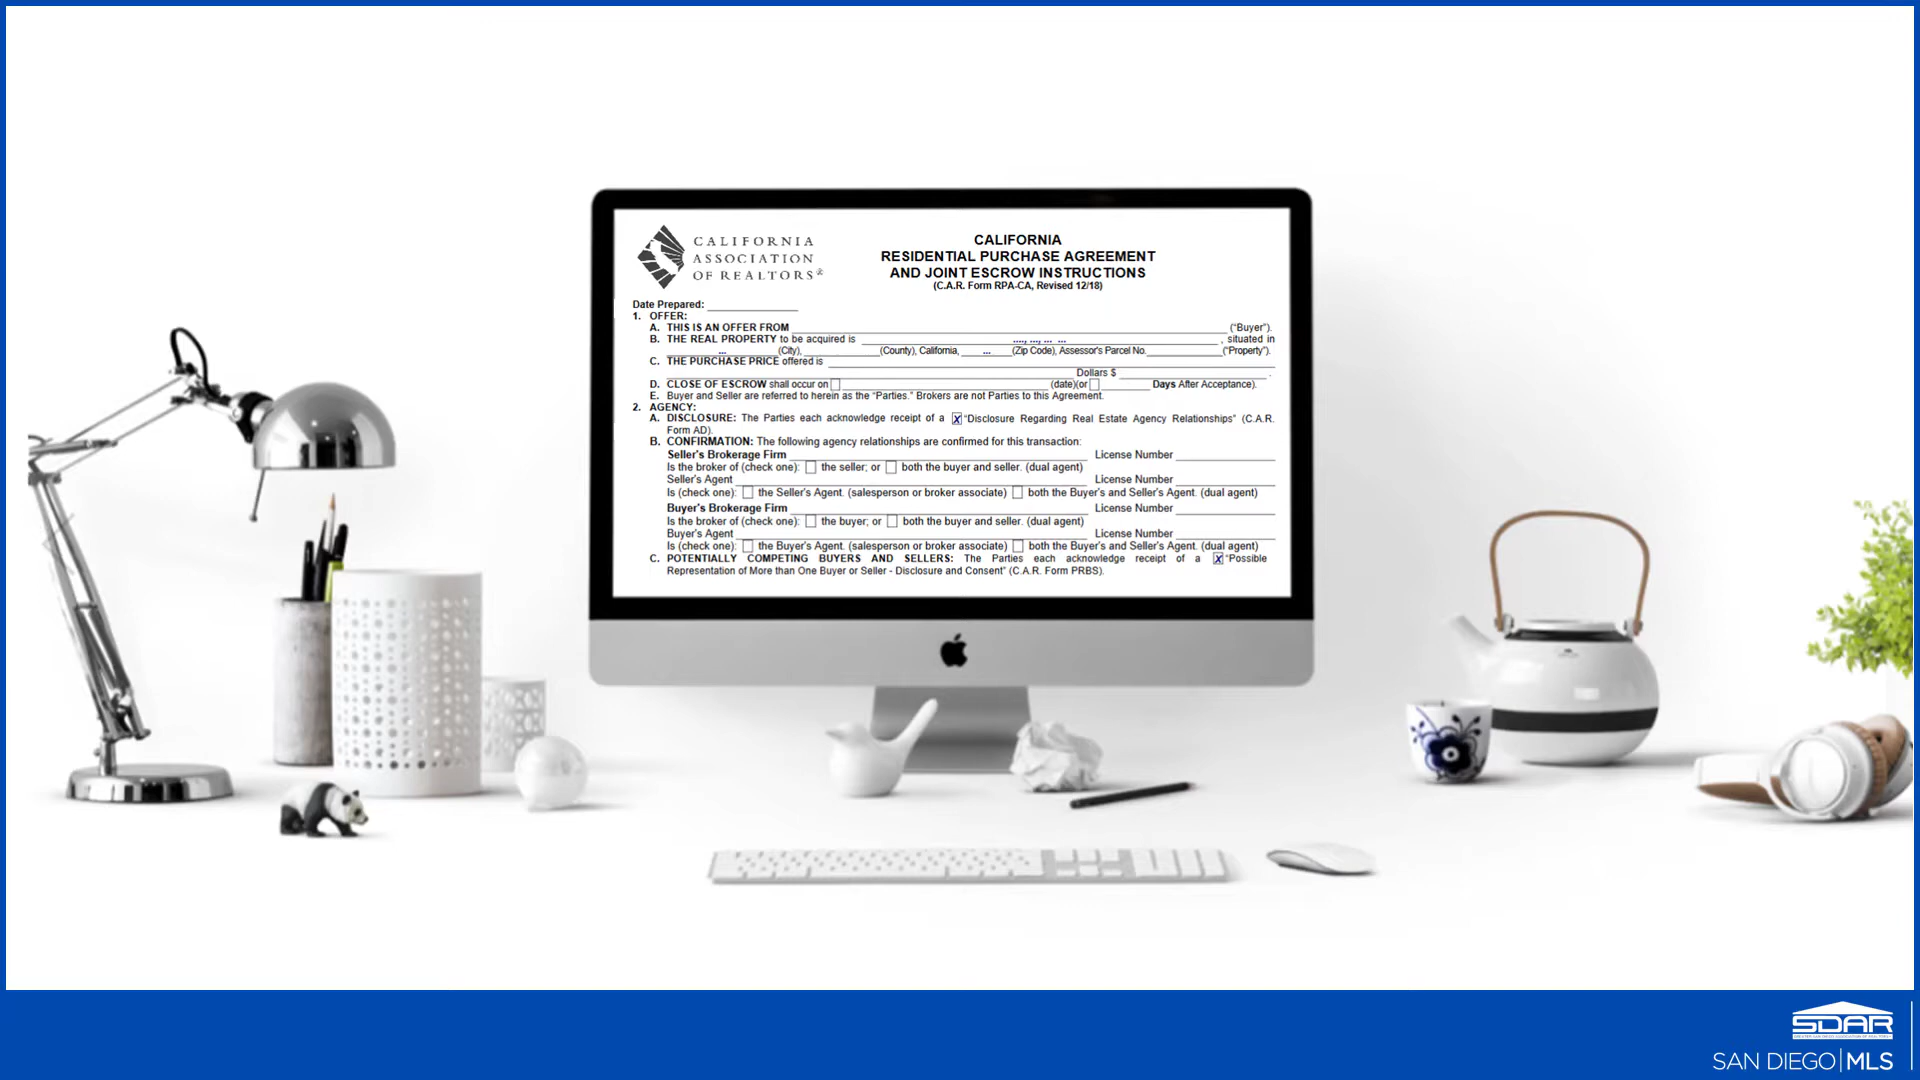 CALIFORNIA
ASSOCIATION
OF REALTORS®
CALIFORNIA
RESIDENTIAL PURCHASE AGREEMENT
AND JOINT ESCROW INSTRUCTIONS
(C.A.R. Form RPA-CA, Revised 12/18)
Date Prepared:
1. OFFER:
A. THIS IS AN OFFER FROM ("Buyer").
B. THE REAL PROPERTY to be acquired is , situated in
(City), (County), California, (Zip Code), Assessor's Parcel No. ("Property").
C. THE PURCHASE PRICE offered is
Dollars $ .
D. CLOSE OF ESCROW shall occur on (date)(or Days After Acceptance).
E. Buyer and Seller are referred to herein as the "Parties." Brokers are not Parties to this Agreement.
2. AGENCY:
A. DISCLOSURE: The Parties each acknowledge receipt of a X "Disclosure Regarding Real Estate Agency Relationships" (C.A.R.
Form AD).
B. CONFIRMATION: The following agency relationships are confirmed for this transaction:
Seller's Brokerage Firm License Number
Is the broker of (check one): the seller; or both the buyer and seller. (dual agent)
Seller's Agent License Number
Is (check one): the Seller's Agent. (salesperson or broker associate) both the Buyer's and Seller's Agent. (dual agent)
Buyer's Brokerage Firm License Number
Is the broker of (check one): the buyer; or both the buyer and seller. (dual agent)
Buyer's Agent License Number
Is (check one): the Buyer's Agent. (salesperson or broker associate) both the Buyer's and Seller's Agent. (dual agent)
C. POTENTIALLY COMPETING BUYERS AND SELLERS: The Parties each acknowledge receipt of a X "Possible
Representation of More than One Buyer or Seller - Disclosure and Consent" (C.A.R. Form PRBS).
SDAR
SAN DIEGO|MLS